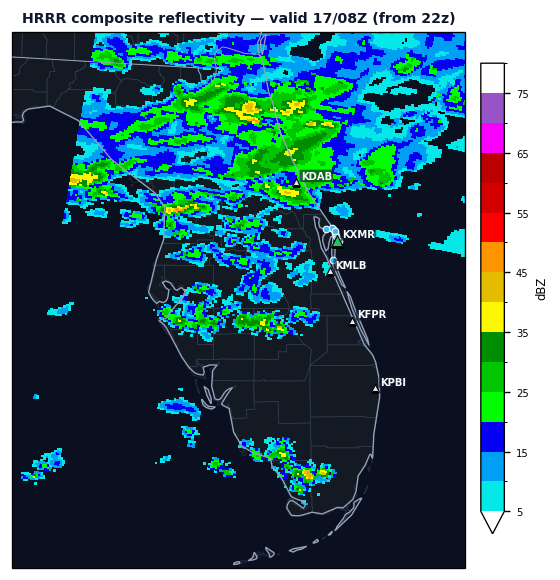 HRRR composite reflectivity — valid 17/08Z (from 22z)
KDAB
KXMR
KMLB
KFPR
KPBI
75
65
55
45
35
25
15
5
dBZ